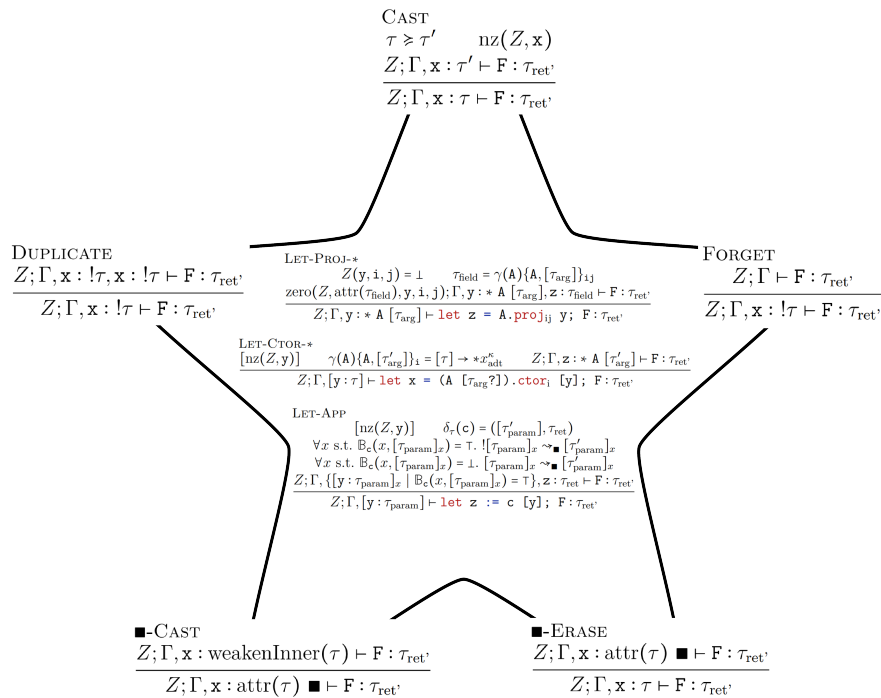 CAST
τ ≽ τ′ nz(Z, x)
Z; Γ, x : τ′ ⊢ F : τret’
Z; Γ, x : τ ⊢ F : τret’
DUPLICATE
Z; Γ, x : !τ, x : !τ ⊢ F : τret’
Z; Γ, x : !τ ⊢ F : τret’
FORGET
Z; Γ ⊢ F : τret’
Z; Γ, x : !τ ⊢ F : τret’
LET-PROJ-*
Z(y, i, j) = ⊥ τfield = γ(A){A, [τarg]}ij
zero(Z, attr(τfield), y, i, j); Γ, y : * A [τarg], z : τfield ⊢ F : τret’
Z; Γ, y : * A [τarg] ⊢ let z = A.projij y; F : τret’
LET-CTOR-*
[nz(Z, y)] γ(A){A, [τ′arg]}i = [τ] → *xκadt Z; Γ, z : * A [τ′arg] ⊢ F : τret’
Z; Γ, [y : τ] ⊢ let x = (A [τarg?]).ctori [y]; F : τret’
LET-APP
[nz(Z, y)] δτ(c) = ([τ′param], τret)
∀x s.t. 𝔹c(x, [τparam]x) = ⊤. ![τparam]x ⇝■ [τ′param]x
∀x s.t. 𝔹c(x, [τparam]x) = ⊥. [τparam]x ⇝■ [τ′param]x
Z; Γ, {[y : τparam]x | 𝔹c(x, [τparam]x) = ⊤}, z : τret ⊢ F : τret’
Z; Γ, [y : τparam] ⊢ let z := c [y]; F : τret’
■-CAST
Z; Γ, x : weakenInner(τ) ⊢ F : τret’
Z; Γ, x : attr(τ) ■ ⊢ F : τret’
■-ERASE
Z; Γ, x : attr(τ) ■ ⊢ F : τret’
Z; Γ, x : τ ⊢ F : τret’